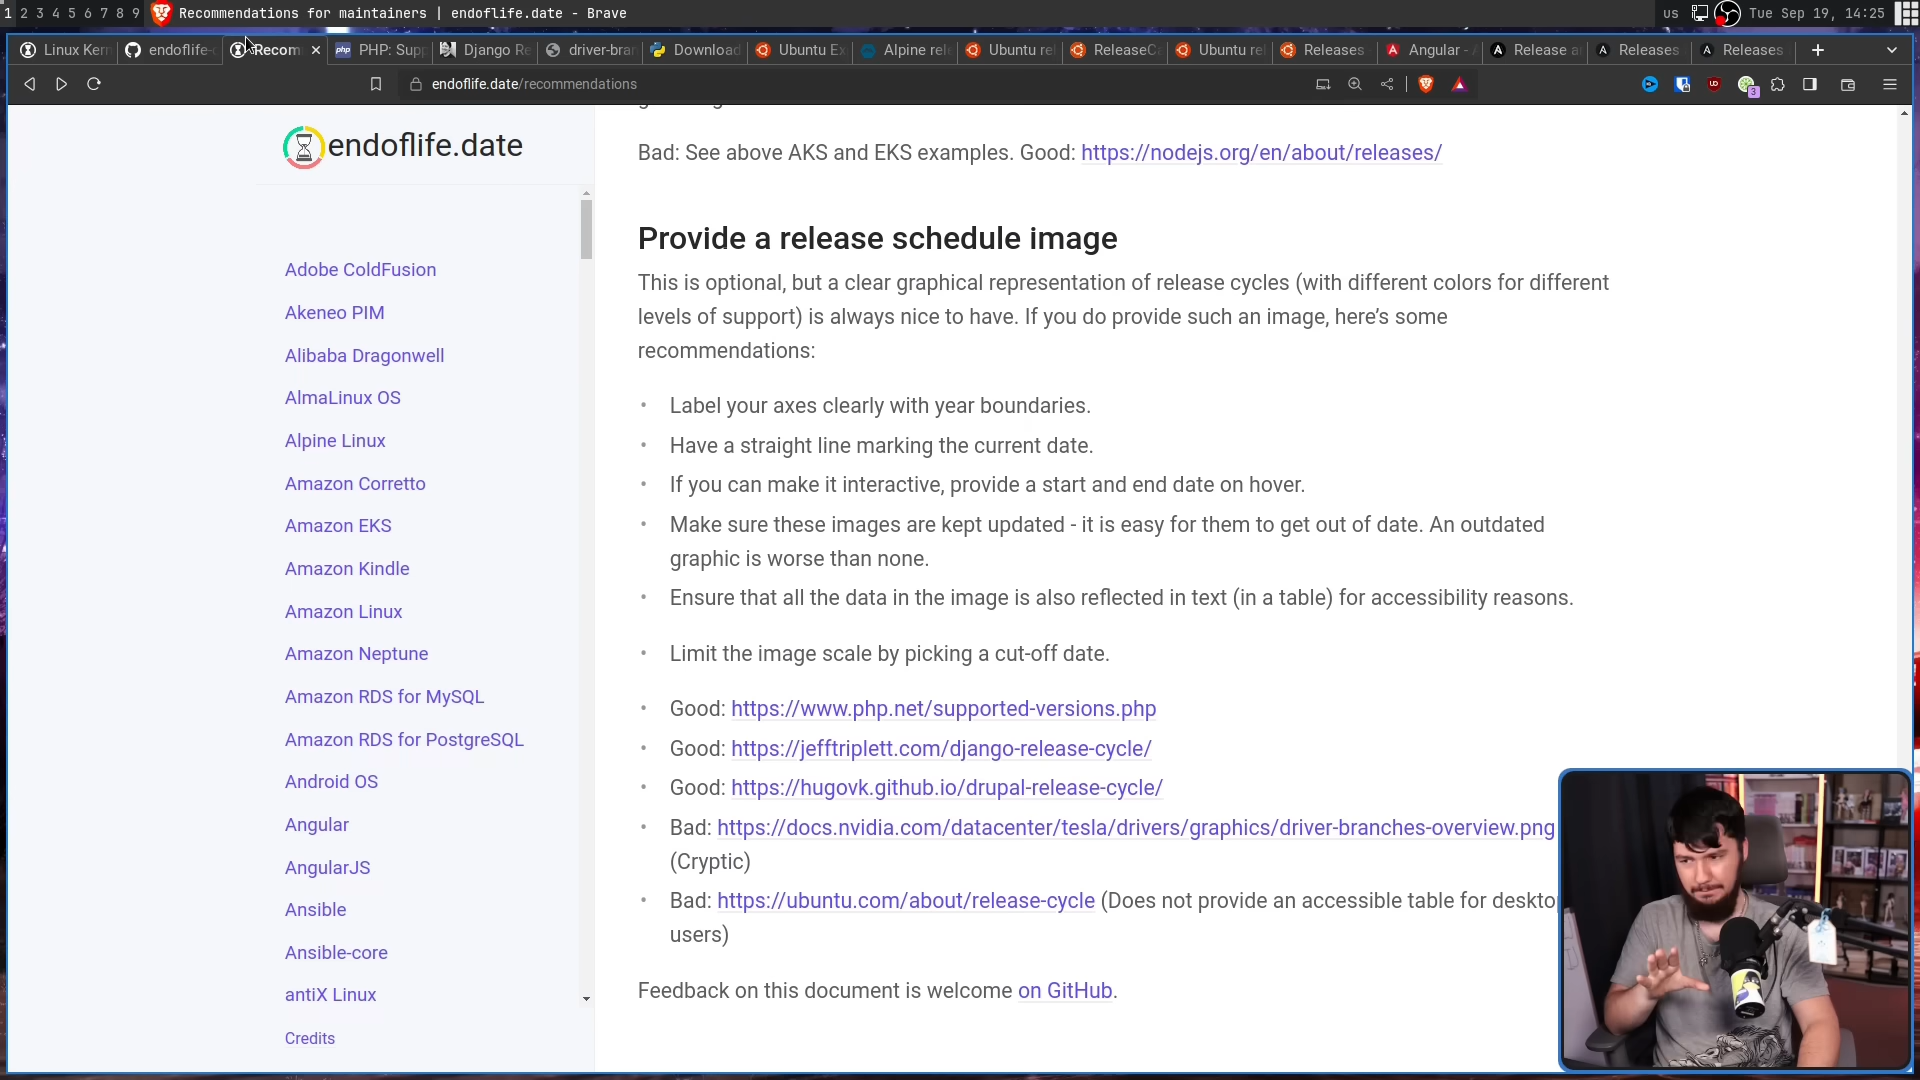 1 2 3 4 5 6 7 8 9 Recommendations for maintainers | endoflife.date - Brave us Tue Sep 19, 14:25
Linux Kern endoflife- Recom PHP: Supp Django Re driver-bran Download Ubuntu Ex Alpine rel Ubuntu re ReleaseC Ubuntu re Releases Angular - Release a Releases Releases
endoflife.date/recommendations
3
endoflife.date
Adobe ColdFusion
Akeneo PIM
Alibaba Dragonwell
AlmaLinux OS
Alpine Linux
Amazon Corretto
Amazon EKS
Amazon Kindle
Amazon Linux
Amazon Neptune
Amazon RDS for MySQL
Amazon RDS for PostgreSQL
Android OS
Angular
AngularJS
Ansible
Ansible-core
antiX Linux
Credits
Bad: See above AKS and EKS examples. Good: https://nodejs.org/en/about/releases/
Provide a release schedule image
This is optional, but a clear graphical representation of release cycles (with different colors for different
levels of support) is always nice to have. If you do provide such an image, here’s some
recommendations:
• Label your axes clearly with year boundaries.
• Have a straight line marking the current date.
• If you can make it interactive, provide a start and end date on hover.
• Make sure these images are kept updated - it is easy for them to get out of date. An outdated
graphic is worse than none.
• Ensure that all the data in the image is also reflected in text (in a table) for accessibility reasons.
• Limit the image scale by picking a cut-off date.
• Good: https://www.php.net/supported-versions.php
• Good: https://jefftriplett.com/django-release-cycle/
• Good: https://hugovk.github.io/drupal-release-cycle/
• Bad: https://docs.nvidia.com/datacenter/tesla/drivers/graphics/driver-branches-overview.png
(Cryptic)
• Bad: https://ubuntu.com/about/release-cycle (Does not provide an accessible table for deskto
users)
Feedback on this document is welcome on GitHub.